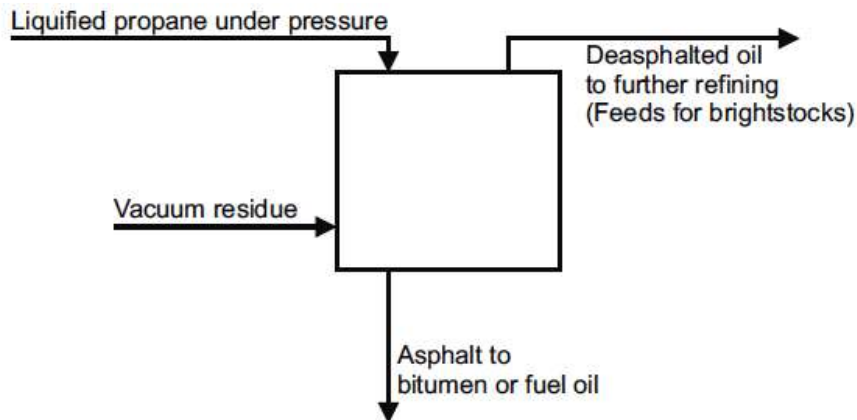 Liquified propane under pressure
Deasphalted oil
to further refining
(Feeds for brightstocks)
Vacuum residue
Asphalt to
bitumen or fuel oil